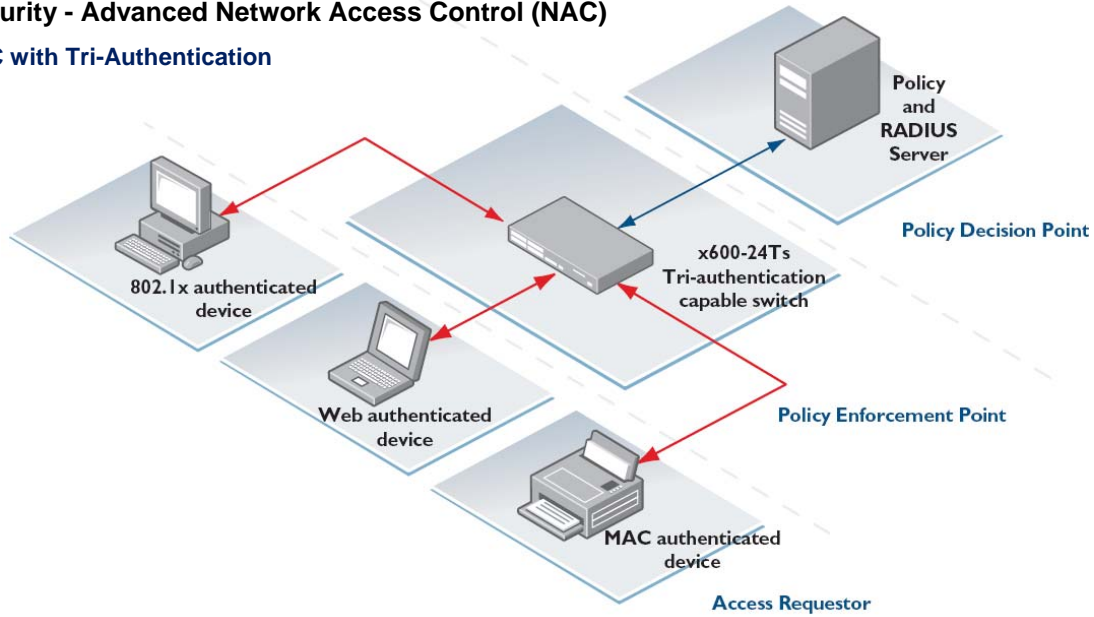 urity - Advanced Network Access Control (NAC)
with Tri-Authentication
Policy
and
RADIUS
Server
Policy Decision Point
x600-24Ts
Tri-authentication
capable switch
802.1x authenticated
device
Web authenticated
device
Policy Enforcement Point
MAC authenticated
device
Access Requestor